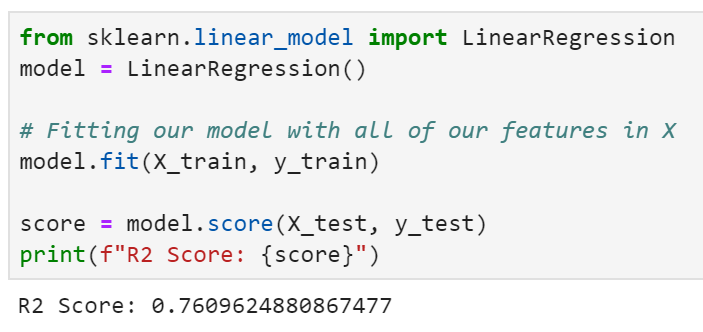 from sklearn.linear_model import LinearRegression
model = LinearRegression()
# Fitting our model with all of our features in X
model.fit(X_train, y_train)
score = model.score(X_test, y_test)
print(f"R2 Score: {score}")
R2 Score: 0.7609624880867477